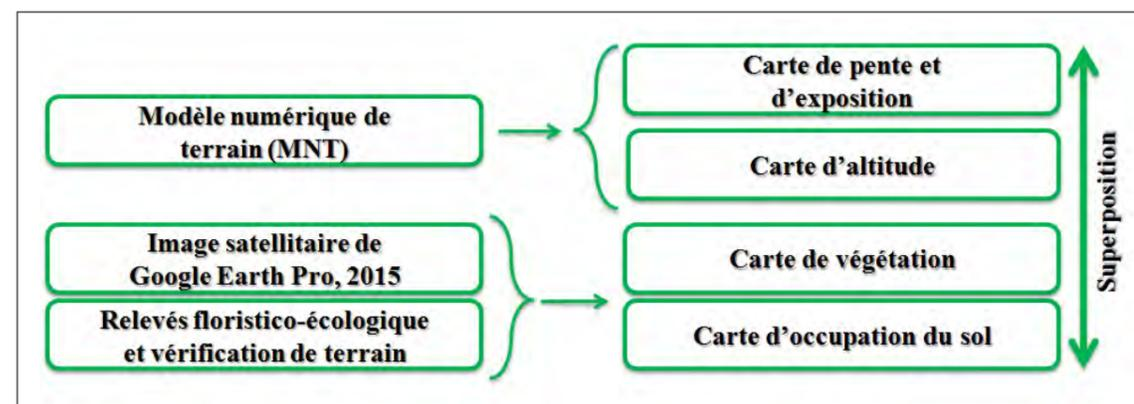 Modèle numérique de
terrain (MNT)
Carte de pente et
d'exposition
Carte d'altitude
Image satellitaire de
Google Earth Pro, 2015
Relevés floristico-écologique
et vérification de terrain
Carte de végétation
Carte d'occupation du sol
Superposition